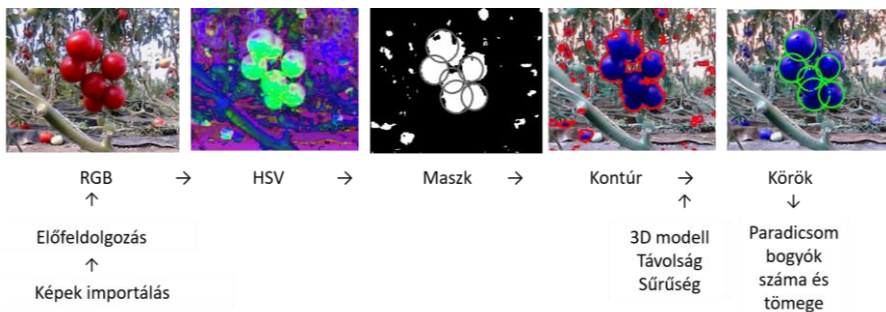 RGB → HSV → Maszk → Kontúr → Körök
↑ ↑ ↓
Előfeldolgozás
↑
Képek importálás
3D modell
Távolság
Sűrűség
Paradicsom
bogyók
száma és
tömege